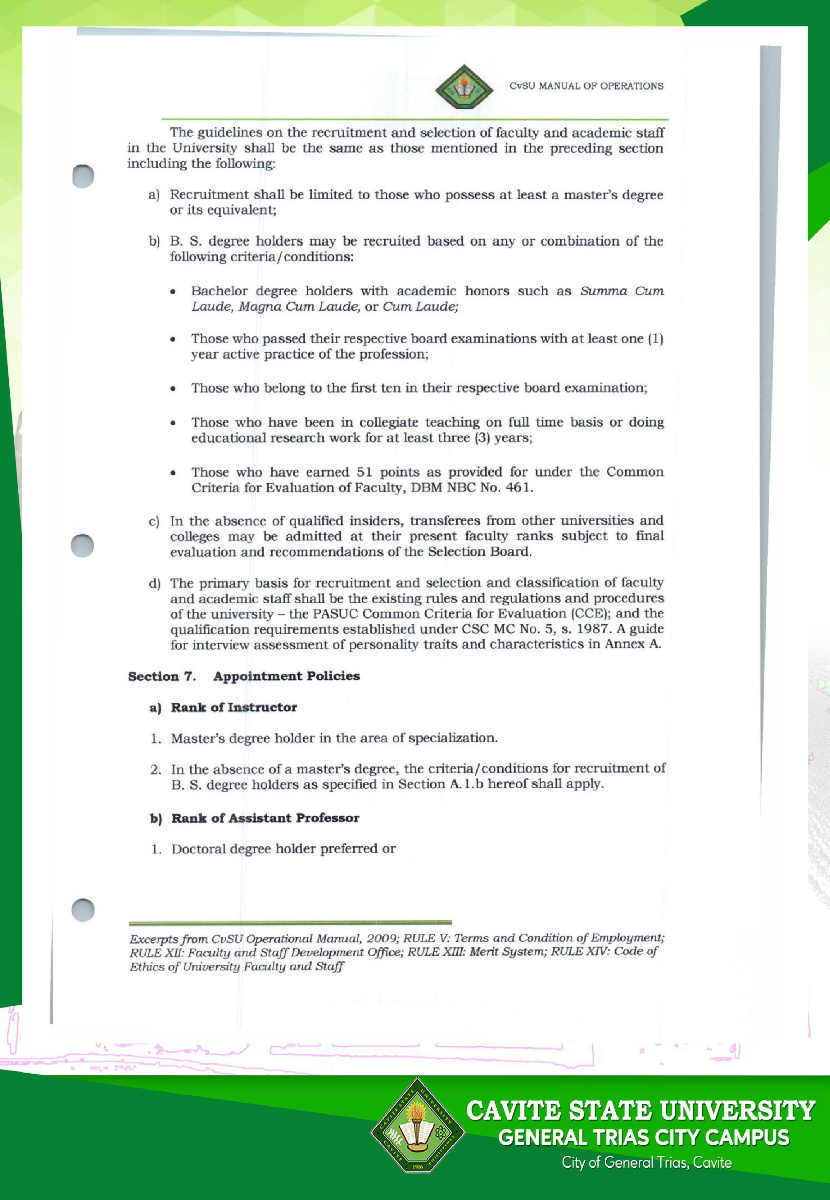 CvSU MANUAL OF OPERATIONS
The guidelines on the recruitment and selection of faculty and academic staff
in the University shall be the same as those mentioned in the preceding section
including the following:
a) Recruitment shall be limited to those who possess at least a master's degree
or its equivalent;
b) B. S. degree holders may be recruited based on any or combination of the
following criteria/conditions:
• Bachelor degree holders with academic honors such as Summa Cum
Laude, Magna Cum Laude, or Cum Laude;
• Those who passed their respective board examinations with at least one (1)
year active practice of the profession;
• Those who belong to the first ten in their respective board examination;
• Those who have been in collegiate teaching on full time basis or doing
educational research work for at least three (3) years;
• Those who have earned 51 points as provided for under the Common
Criteria for Evaluation of Faculty, DBM NBC No. 461.
c) In the absence of qualified insiders, transferees from other universities and
colleges may be admitted at their present faculty ranks subject to final
evaluation and recommendations of the Selection Board.
d) The primary basis for recruitment and selection and classification of faculty
and academic staff shall be the existing rules and regulations and procedures
of the university – the PASUC Common Criteria for Evaluation (CCE); and the
qualification requirements established under CSC MC No. 5, s. 1987. A guide
for interview assessment of personality traits and characteristics in Annex A.
Section 7. Appointment Policies
a) Rank of Instructor
1. Master's degree holder in the area of specialization.
2. In the absence of a master's degree, the criteria/conditions for recruitment of
B. S. degree holders as specified in Section A.1.b hereof shall apply.
b) Rank of Assistant Professor
1. Doctoral degree holder preferred or
Excerpts from CvSU Operational Manual, 2009; RULE V: Terms and Condition of Employment;
RULE XII: Faculty and Staff Development Office; RULE XIII: Merit System; RULE XIV: Code of
Ethics of University Faculty and Staff
CAVITE STATE UNIVERSITY
GENERAL TRIAS CITY CAMPUS
City of General Trias, Cavite
1906